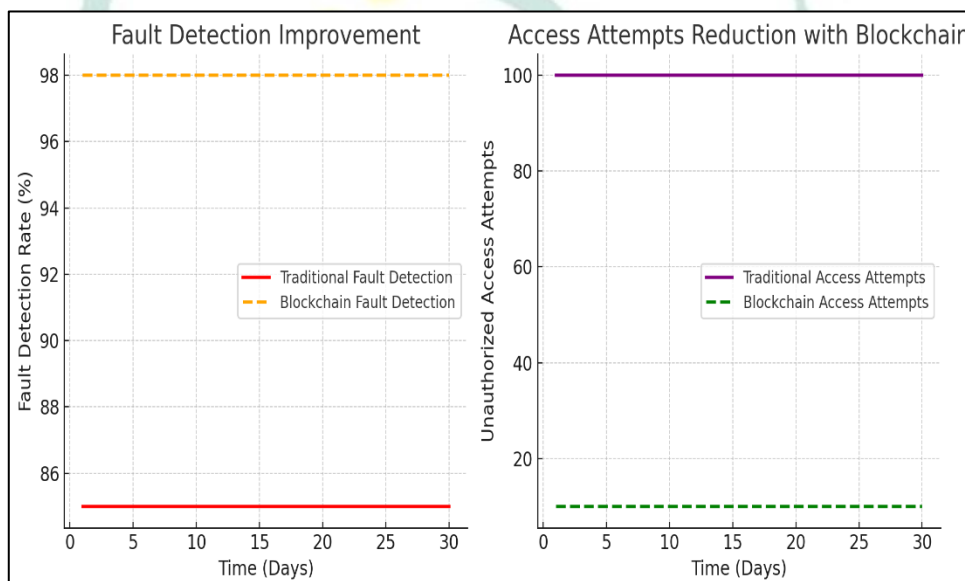 Fault Detection Improvement
98
96
94
92
90
88
86
Fault Detection Rate (%)
Traditional Fault Detection
Blockchain Fault Detection
0 5 10 15 20 25 30
Time (Days)
Access Attempts Reduction with Blockchain
100
80
60
40
20
Unauthorized Access Attempts
Traditional Access Attempts
Blockchain Access Attempts
0 5 10 15 20 25 30
Time (Days)